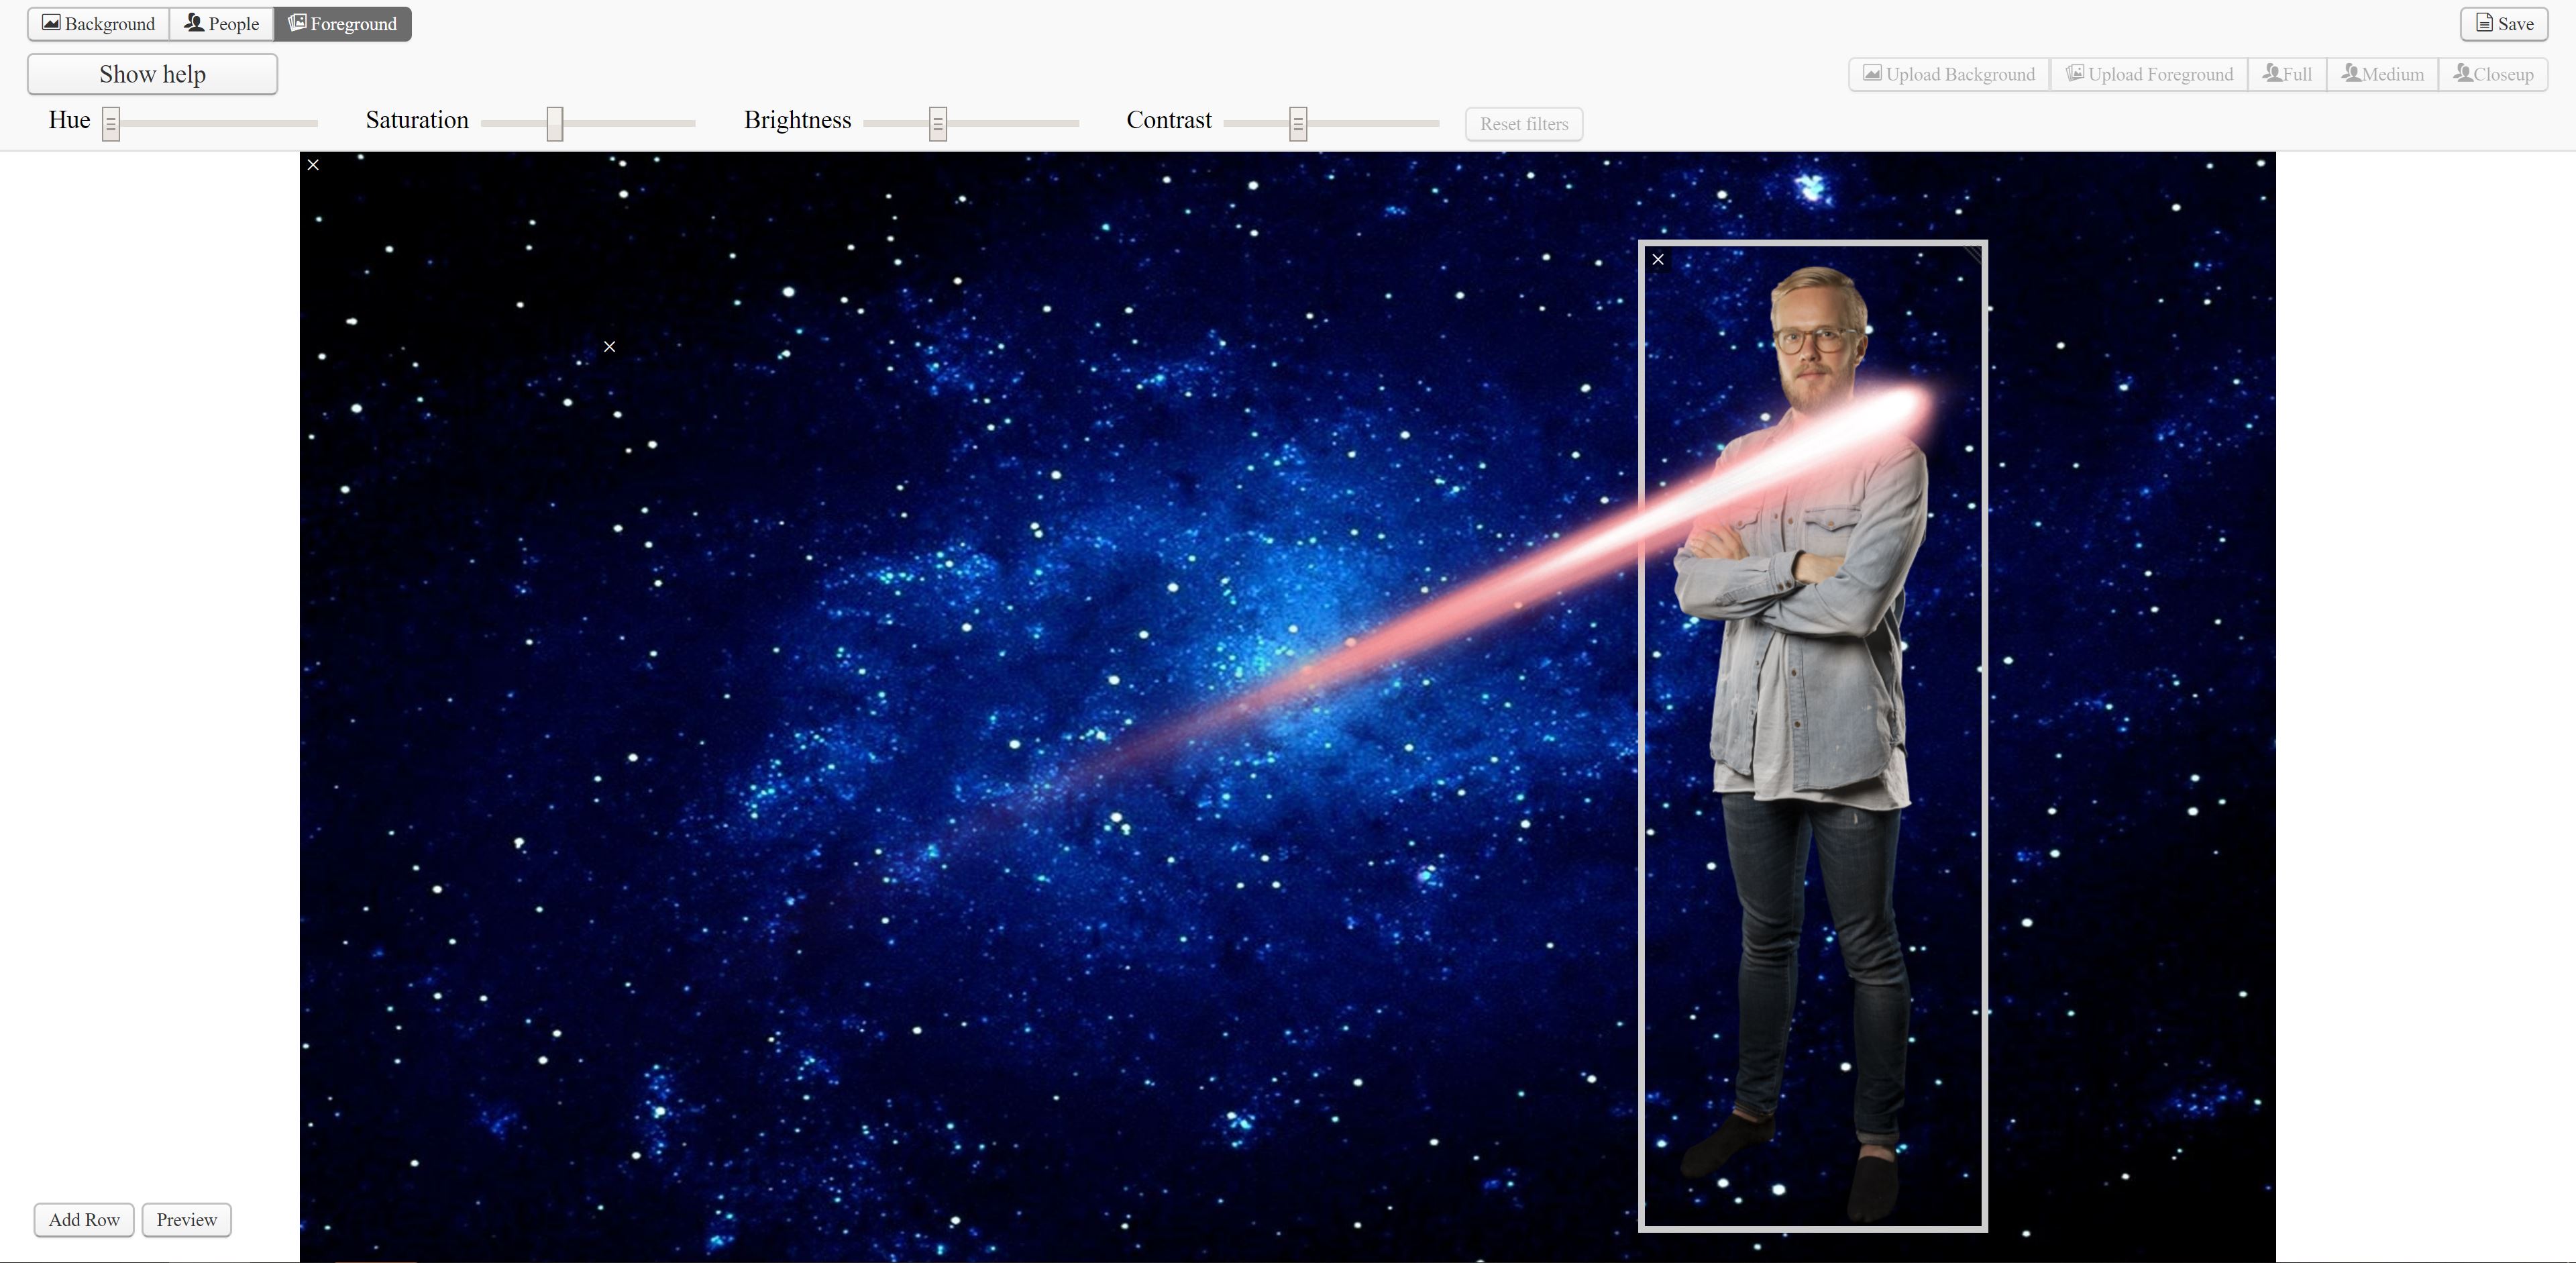 Background People Foreground Save
Show help Upload Background Upload Foreground Full Medium Closeup
Hue Saturation Brightness Contrast Reset filters
Add Row Preview